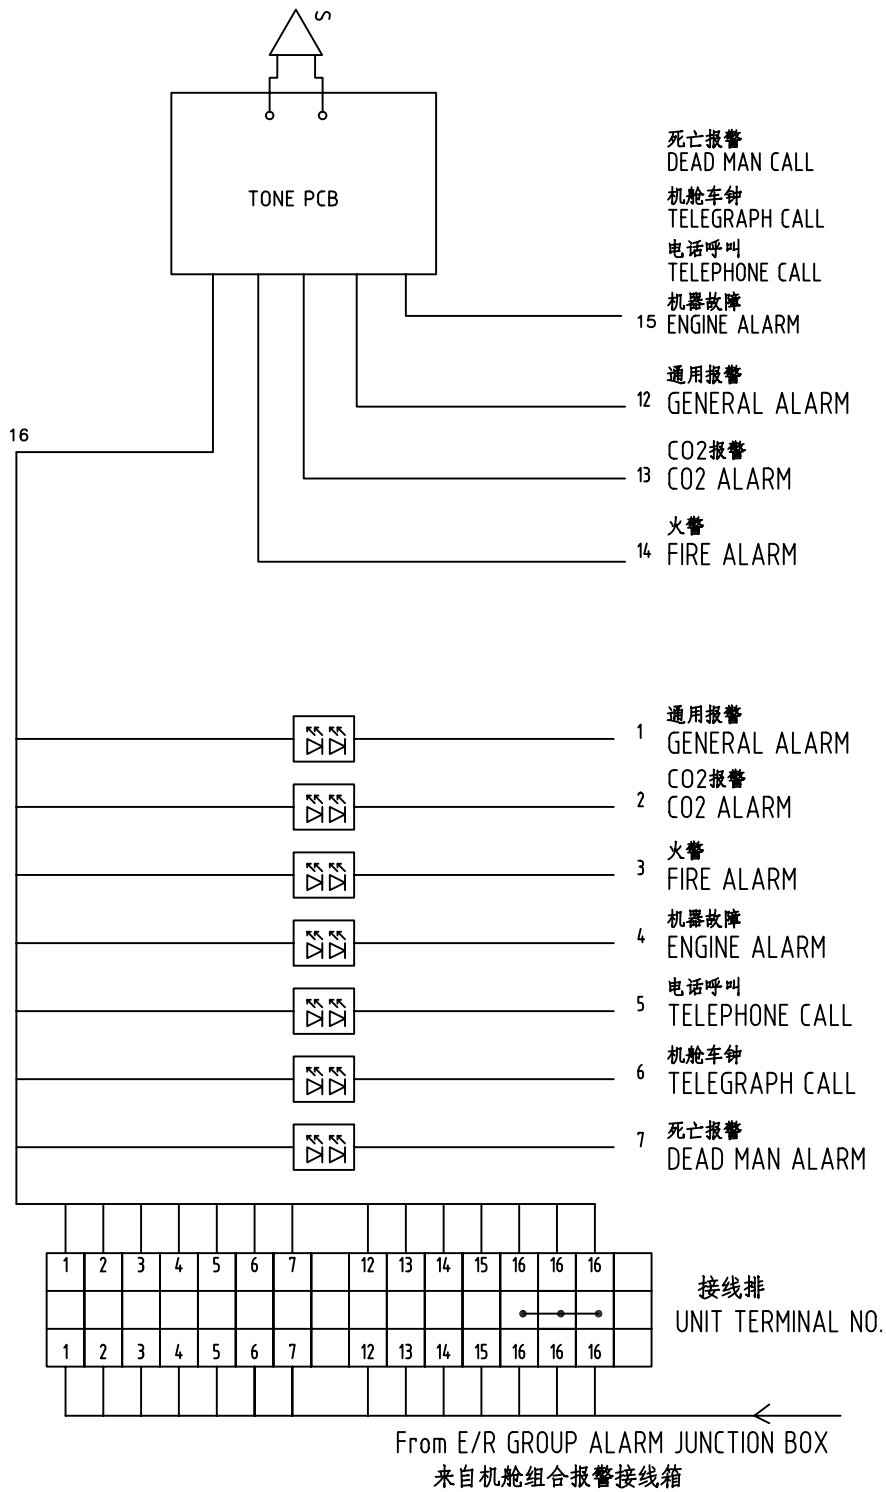 S
TONE PCB
死亡报警
DEAD MAN CALL
机舱车钟
TELEGRAPH CALL
电话呼叫
TELEPHONE CALL
机器故障
15 ENGINE ALARM
通用报警
12 GENERAL ALARM
16
CO2报警
13 CO2 ALARM
火警
14 FIRE ALARM
通用报警
1 GENERAL ALARM
CO2报警
2 CO2 ALARM
火警
3 FIRE ALARM
机器故障
4 ENGINE ALARM
电话呼叫
5 TELEPHONE CALL
机舱车钟
6 TELEGRAPH CALL
死亡报警
7 DEAD MAN ALARM
1 2 3 4 5 6 7 12 13 14 15 16 16 16
接线排
UNIT TERMINAL NO.
1 2 3 4 5 6 7 12 13 14 15 16 16 16
From E/R GROUP ALARM JUNCTION BOX
来自机舱组合报警接线箱